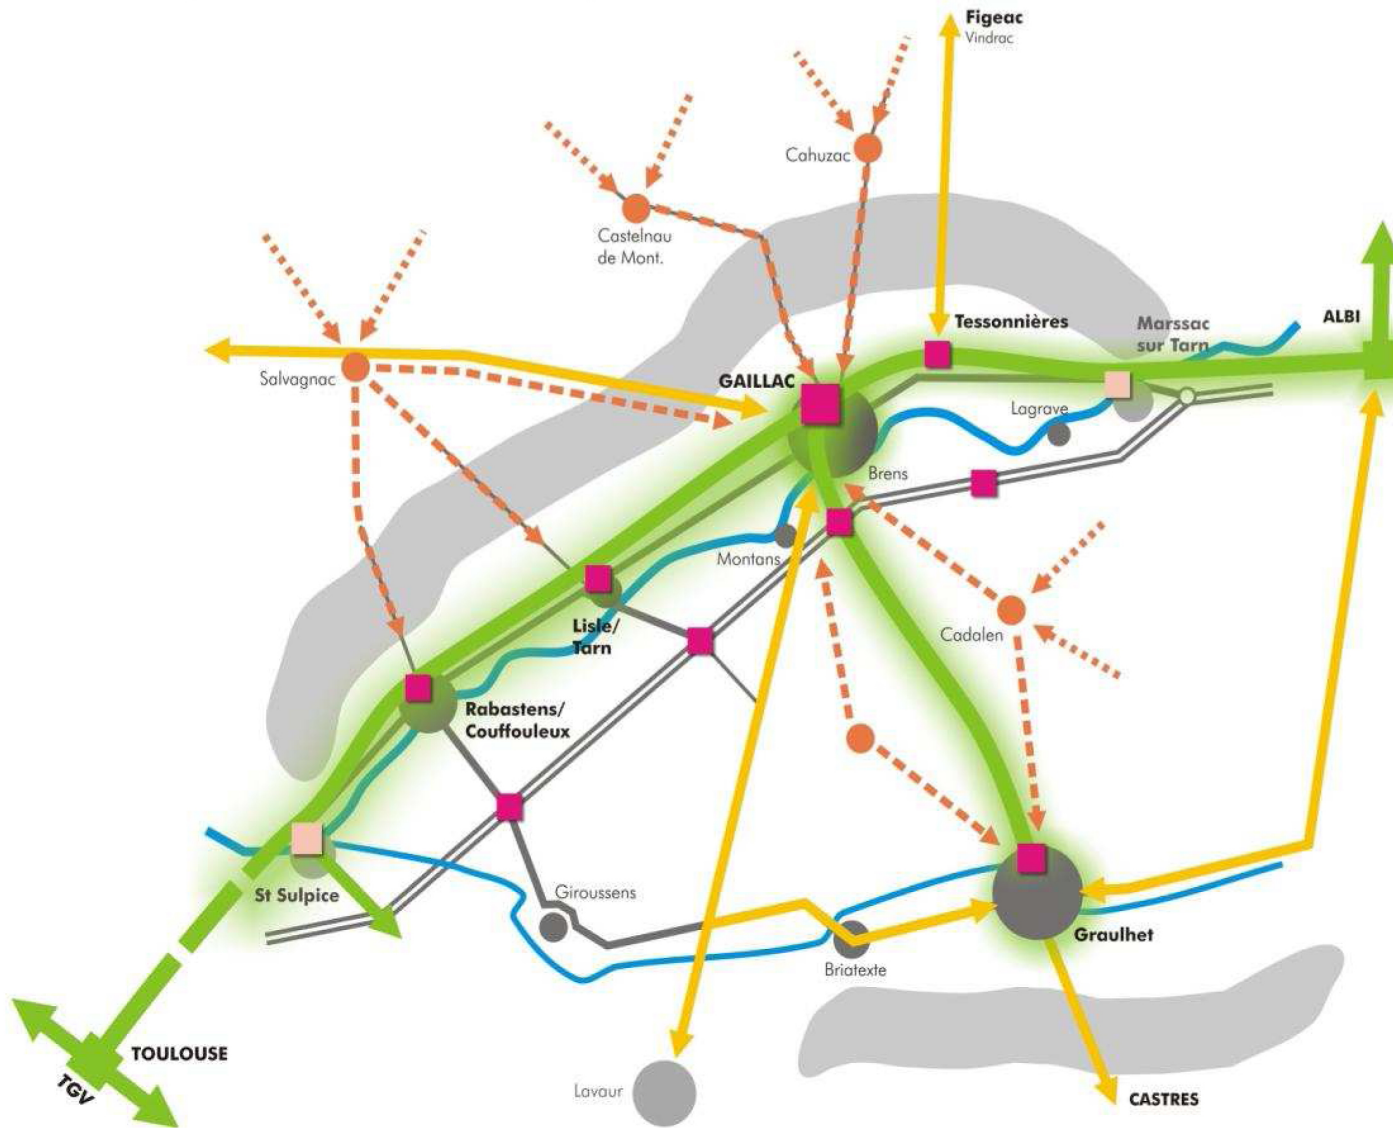 Figeac
Vindrac
Cahuzac
Castelnau
de Mont.
Tessonnières
Marssac
sur Tarn
ALBI
Salvagnac
GAILLAC
Lagrave
Brens
Montans
Lisle/
Tarn
Cadalen
Rabastens/
Couffouleux
St Sulpice
Giroussens
Graulhet
Briatexte
TOULOUSE
TGV
Lavaur
CASTRES